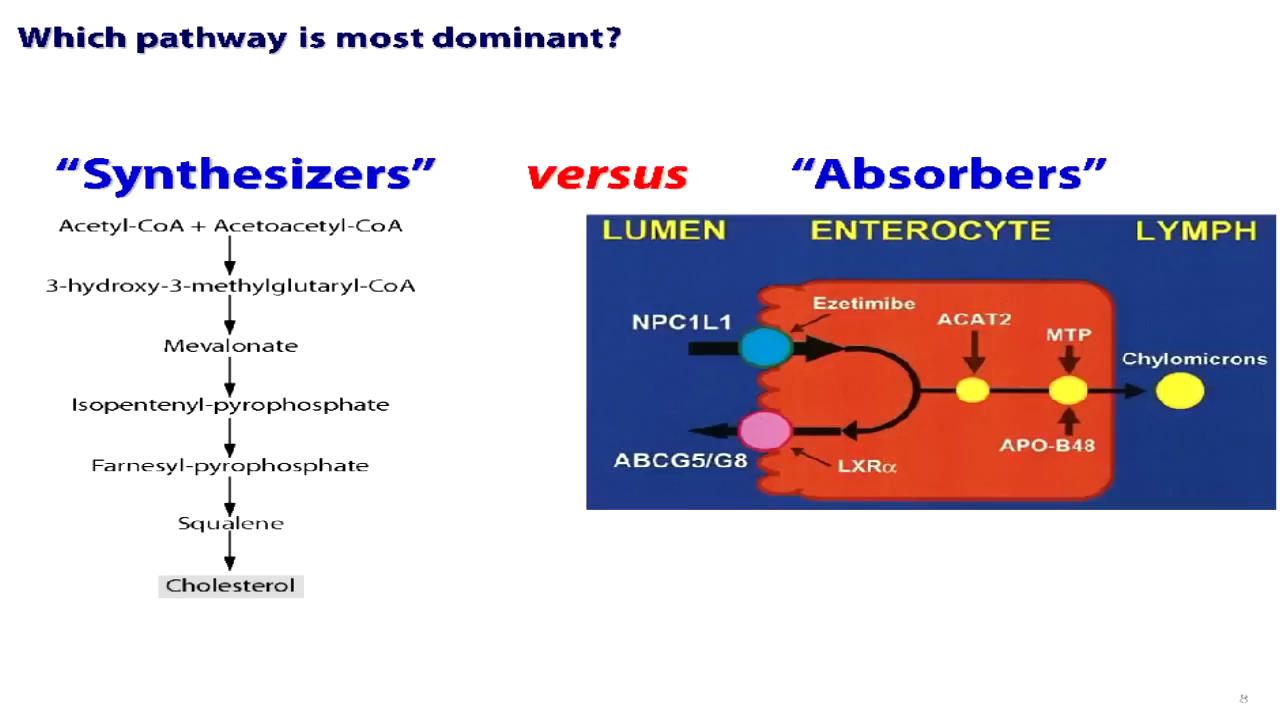 Which pathway is most dominant?
“Synthesizers” versus “Absorbers”
Acetyl-CoA + Acetoacetyl-CoA
3-hydroxy-3-methylglutaryl-CoA
Mevalonate
Isopentenyl-pyrophosphate
Farnesyl-pyrophosphate
Squalene
Cholesterol
LUMEN ENTEROCYTE LYMPH
Ezetimibe
NPC1L1
ACAT2
MTP
Chylomicrons
APO-B48
ABCG5/G8
LXRα
8